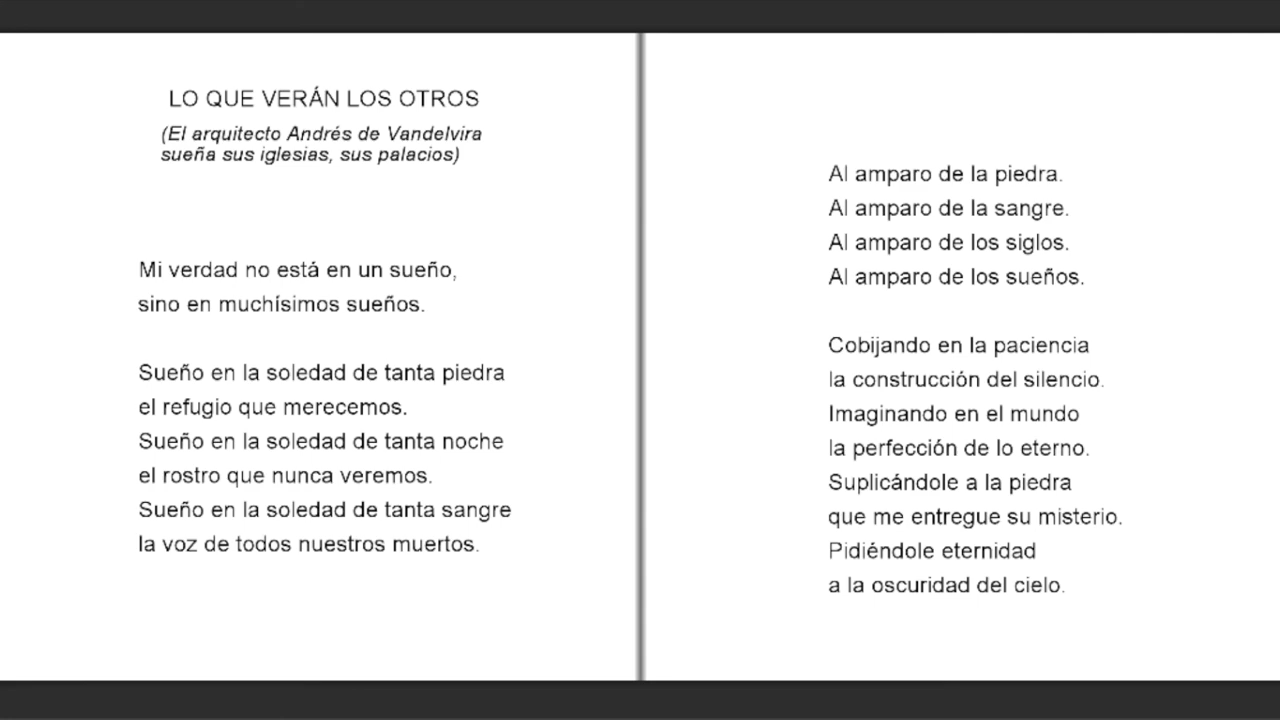 LO QUE VERÁN LOS OTROS
(El arquitecto Andrés de Vandelvira
sueña sus iglesias, sus palacios)
Mi verdad no está en un sueño,
sino en muchísimos sueños.
Sueño en la soledad de tanta piedra
el refugio que merecemos.
Sueño en la soledad de tanta noche
el rostro que nunca veremos.
Sueño en la soledad de tanta sangre
la voz de todos nuestros muertos.
Al amparo de la piedra.
Al amparo de la sangre.
Al amparo de los siglos.
Al amparo de los sueños.
Cobijando en la paciencia
la construcción del silencio.
Imaginando en el mundo
la perfección de lo eterno.
Suplicándole a la piedra
que me entregue su misterio.
Pidiéndole eternidad
a la oscuridad del cielo.